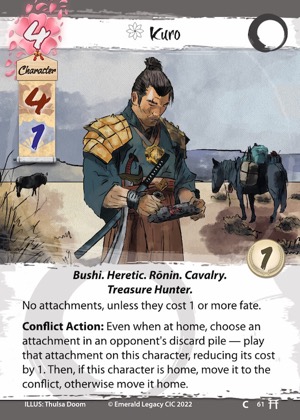 4
Kuro
Character
4
1
1
Bushi. Heretic. Rōnin. Cavalry.
Treasure Hunter.
No attachments, unless they cost 1 or more fate.
Conflict Action: Even when at home, choose an
attachment in an opponent's discard pile — play
that attachment on this character, reducing its cost
by 1. Then, if this character is home, move it to the
conflict, otherwise move it home.
ILLUS: Thulsa Doom © Emerald Legacy CIC 2022 C 61